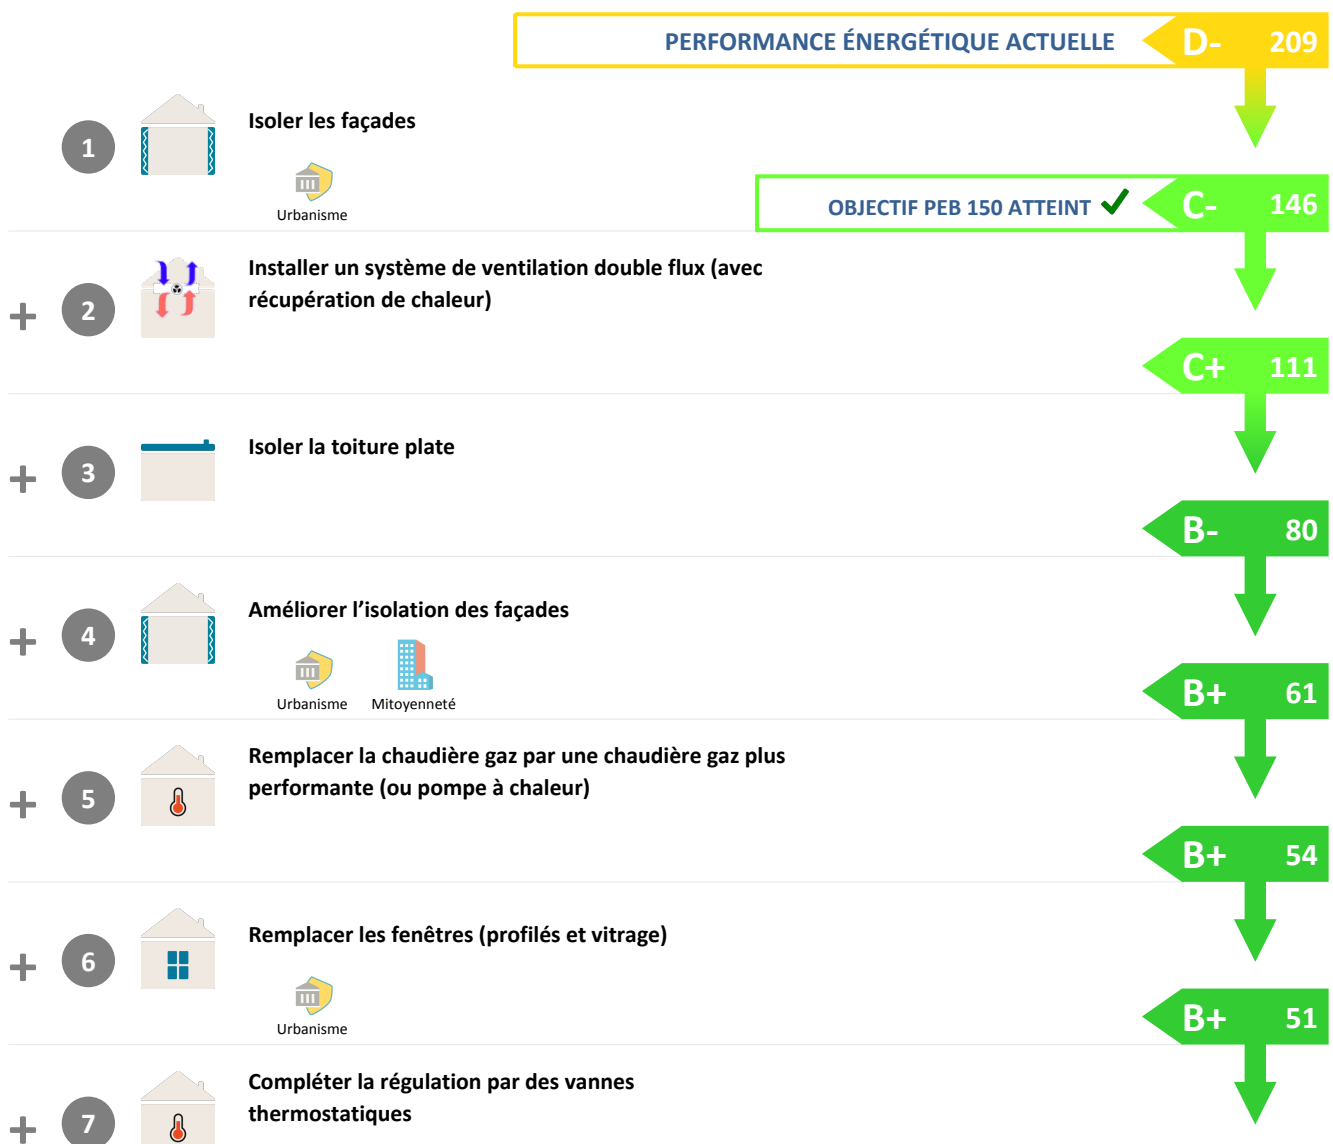 PERFORMANCE ÉNERGÉTIQUE ACTUELLE D- 209
1 Isoler les façades
Urbanisme
OBJECTIF PEB 150 ATTEINT C- 146
+ 2 Installer un système de ventilation double flux (avec
récupération de chaleur)
C+ 111
+ 3 Isoler la toiture plate
B- 80
+ 4 Améliorer l’isolation des façades
Urbanisme Mitoyenneté
B+ 61
+ 5 Remplacer la chaudière gaz par une chaudière gaz plus
performante (ou pompe à chaleur)
B+ 54
+ 6 Remplacer les fenêtres (profilés et vitrage)
Urbanisme
B+ 51
+ 7 Compléter la régulation par des vannes
thermostatiques